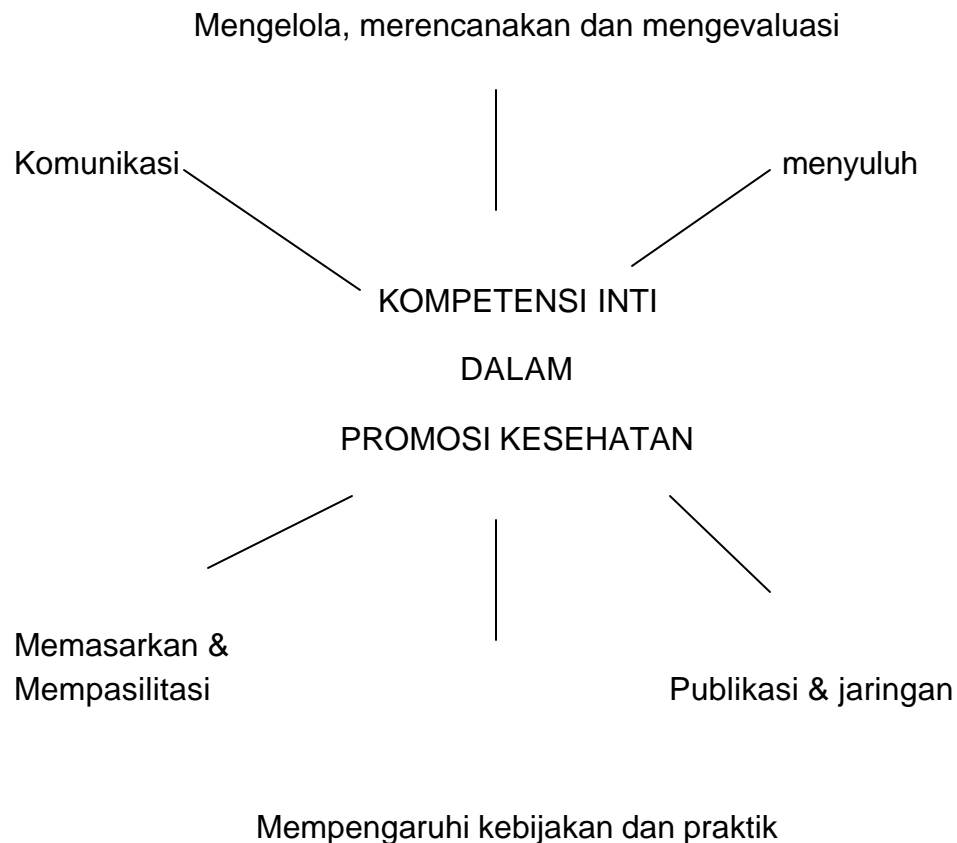 Mengelola, merencanakan dan mengevaluasi
Komunikasi
menyuluh
KOMPETENSI INTI
DALAM
PROMOSI KESEHATAN
Memasarkan &
Mempasilitasi
Publikasi & jaringan
Mempengaruhi kebijakan dan praktik